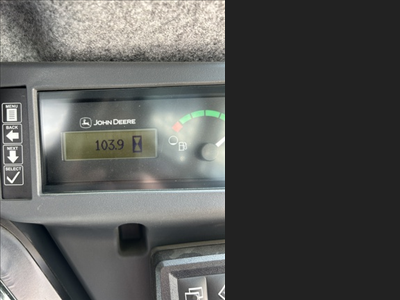 MENU
BACK
NEXT
SELECT
JOHN DEERE
103.9